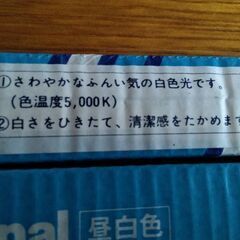 ①さわやかなふんい気の白色光です。
(色温度5,000K)
②白さをひきたて、清潔感をたかめます
nal 昼白色